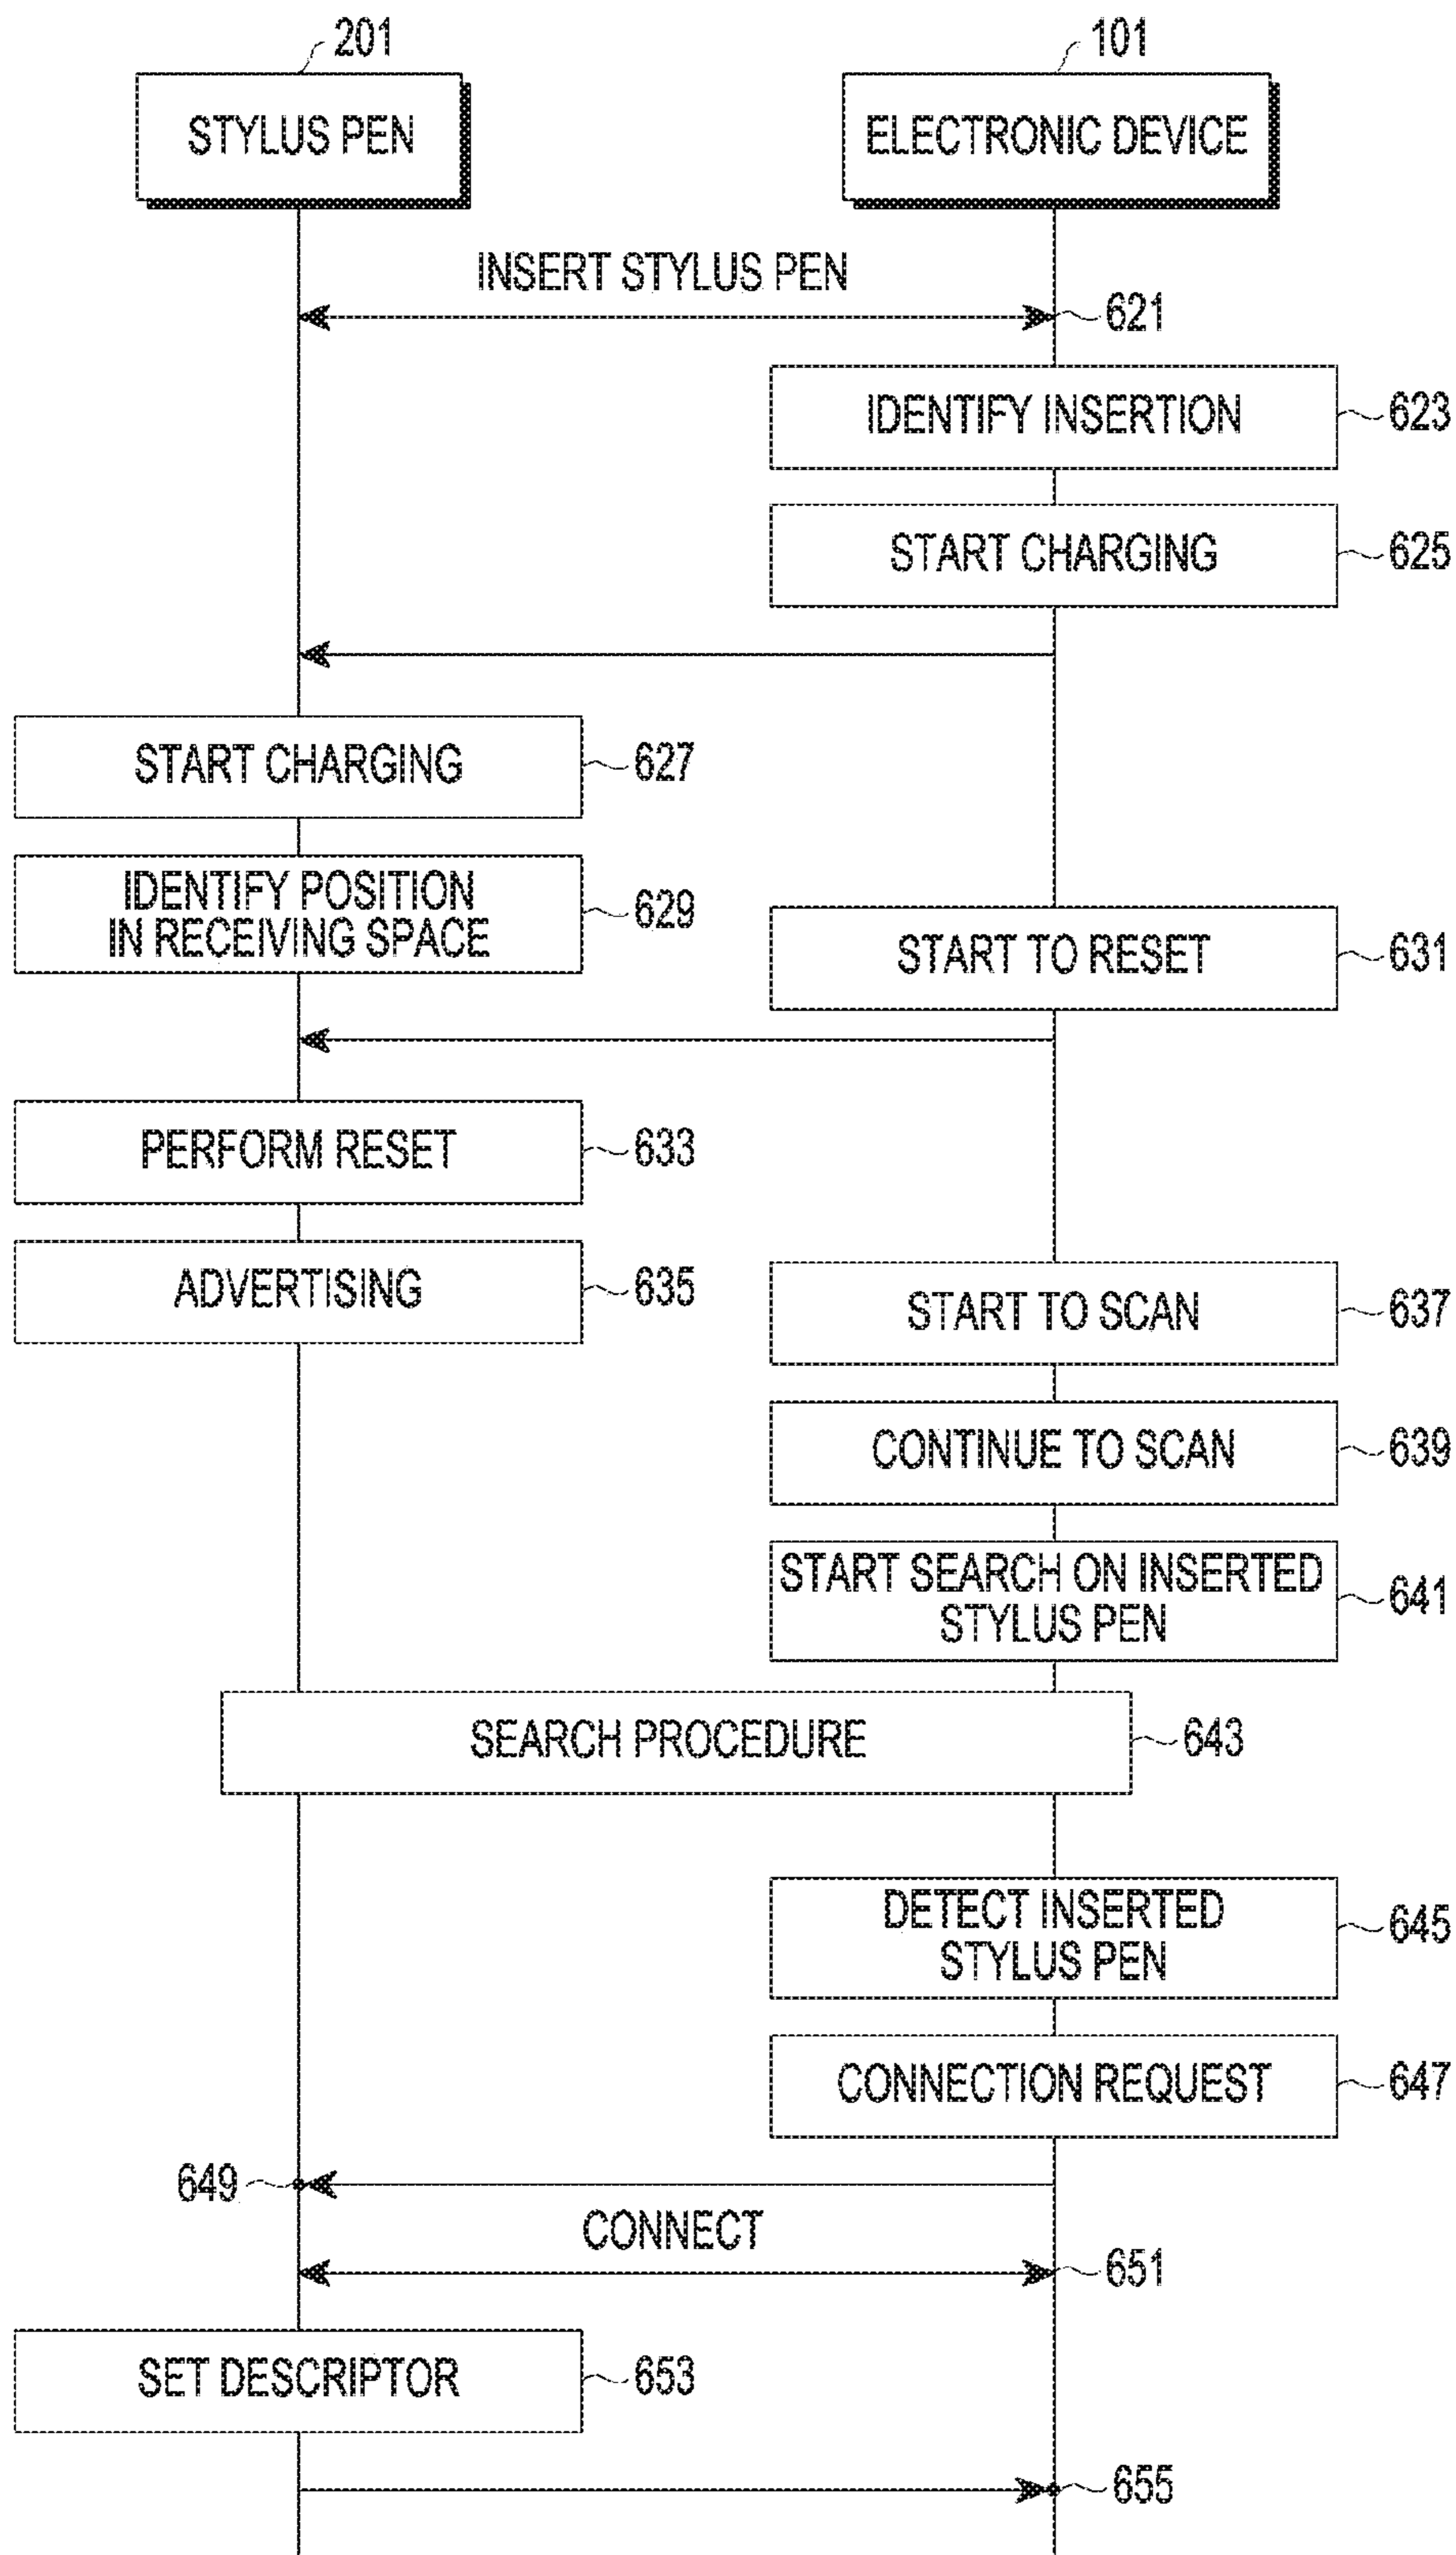 201
101
STYLUS PEN
ELECTRONIC DEVICE
INSERT STYLUS PEN
621
IDENTIFY INSERTION
623
START CHARGING
625
START CHARGING
627
IDENTIFY POSITION
IN RECEIVING SPACE
629
START TO RESET
631
PERFORM RESET
633
ADVERTISING
635
START TO SCAN
637
CONTINUE TO SCAN
639
START SEARCH ON INSERTED
STYLUS PEN
641
SEARCH PROCEDURE
643
DETECT INSERTED
STYLUS PEN
645
CONNECTION REQUEST
647
649
CONNECT
651
SET DESCRIPTOR
653
655